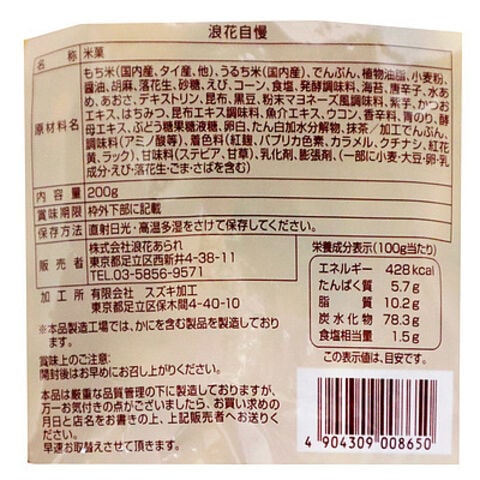 浪花自慢
名称 米菓
原材料名 もち米(国内産、タイ産、他)、うるち米(国内産)、でんぷん、植物油脂、小麦粉、
醤油、胡麻、落花生、砂糖、えび、コーン、食塩、発酵調味料、海苔、唐辛子、水あ
め、あおさ、デキストリン、昆布、黒豆、粉末マヨネーズ風調味料、紫芋、かつお
エキス、はちみつ、昆布エキス調味料、魚介エキス、ウコン、香辛料、青のり、酵
母エキス、ぶどう糖果糖液糖、卵白、たん白加水分解物、抹茶／加工でんぷん、
調味料(アミノ酸等)、着色料(紅麹、パプリカ色素、カラメル、クチナシ、紅花
黄、ラック)、甘味料(ステビア、甘草)、乳化剤、膨張剤、(一部に小麦・大豆・卵・乳
成分・えび・落花生・ごま・さばを含む)
内容量 200g
賞味期限 枠外下部に記載
保存方法 直射日光・高温多湿をさけて保存してください。
販売者 株式会社浪花あられ
東京都足立区西新井4-38-11
TEL03-5856-9571
加工所 有限会社 スズキ加工
東京都足立区保木間4-40-10
※本品製造工場では、かにを含む製品を製造しており
ます。
賞味上のご注意:
開封後はお早めにお召し上がりください。
本品は厳重な品質管理の下に製造しておりますが、
万一お気付きの点がございましたら、お買い求めの
月日と店名をお書きの上、上記販売者へお送り下さい。
早速お取替えさせて頂きます。
栄養成分表示(100g当たり)
エネルギー 428kcal
たんぱく質 5.7g
脂質 10.2g
炭水化物 78.3g
食塩相当量 1.5g
この表示値は、目安です。
4904309008650